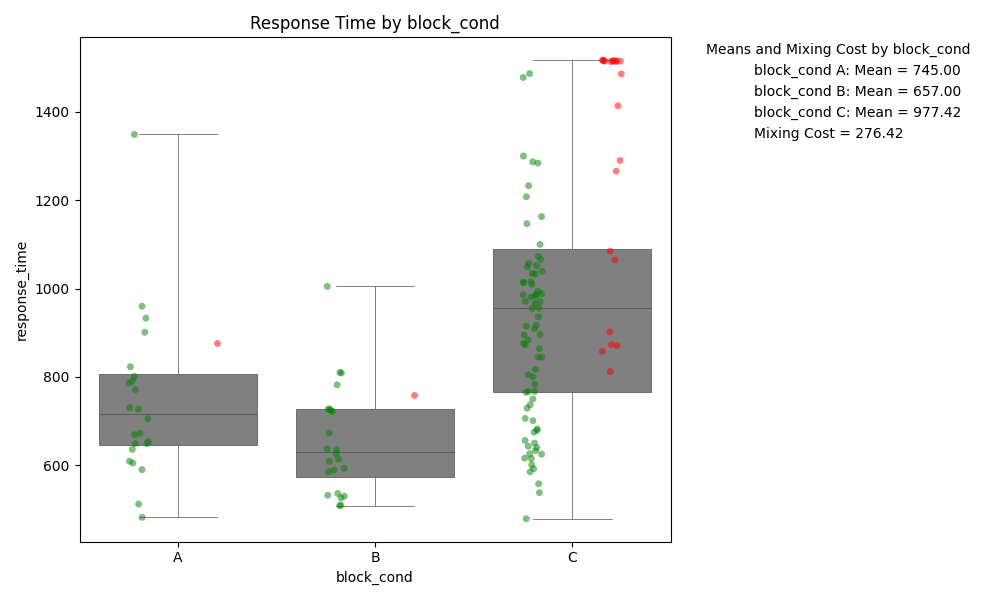 Response Time by block_cond
Means and Mixing Cost by block_cond
block_cond A: Mean = 745.00
block_cond B: Mean = 657.00
block_cond C: Mean = 977.42
Mixing Cost = 276.42
response_time
1400
1200
1000
800
600
A
B
C
block_cond